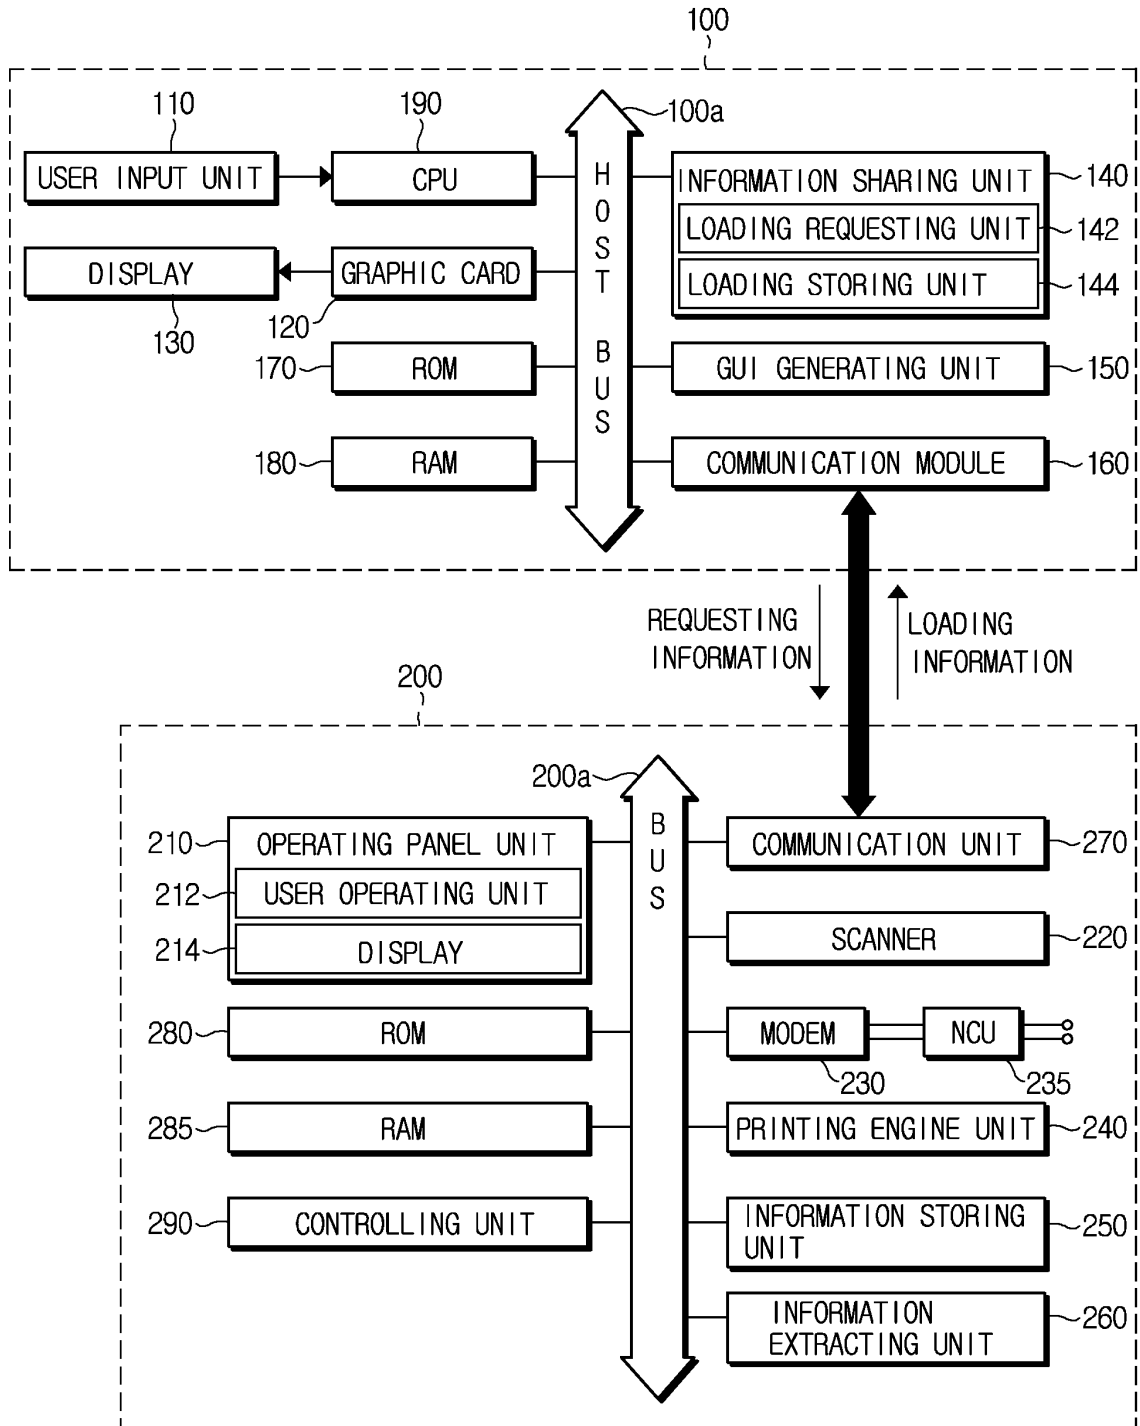 100
110
190
100a
USER INPUT UNIT
CPU
INFORMATION SHARING UNIT
140
LOADING REQUESTING UNIT
142
DISPLAY
GRAPHIC CARD
LOADING STORING UNIT
144
130
120
HOST BUS
170
ROM
GUI GENERATING UNIT
150
180
RAM
COMMUNICATION MODULE
160
REQUESTING
INFORMATION
LOADING
INFORMATION
200
200a
BUS
210
OPERATING PANEL UNIT
COMMUNICATION UNIT
270
212
USER OPERATING UNIT
214
DISPLAY
SCANNER
220
280
ROM
MODEM
NCU
230
235
285
RAM
PRINTING ENGINE UNIT
240
290
CONTROLLING UNIT
INFORMATION STORING
UNIT
250
INFORMATION
EXTRACTING UNIT
260